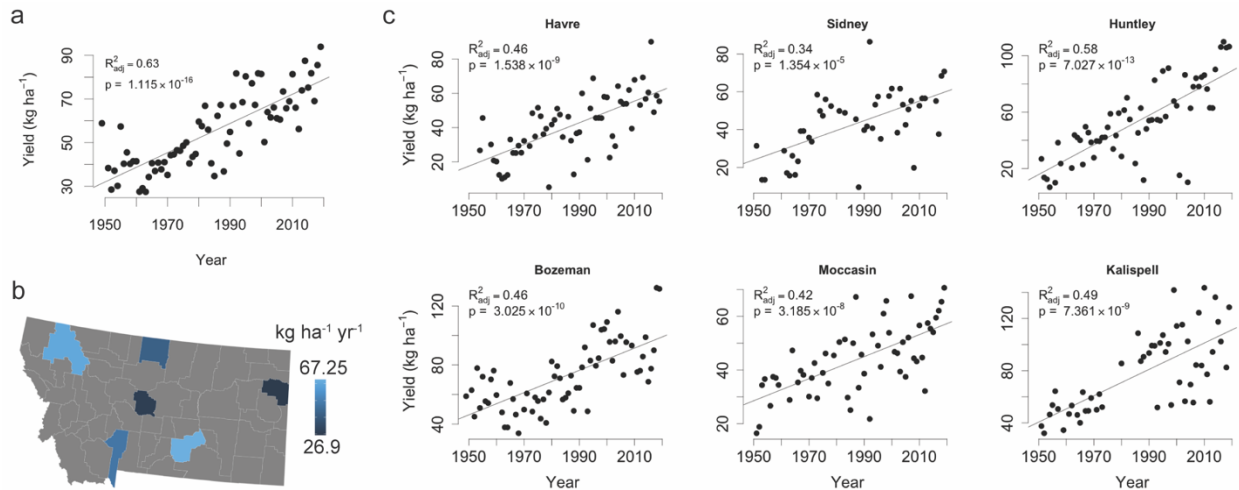 a
R²adj = 0.63
p = 1.115 × 10⁻¹⁶
Yield (kg ha⁻¹)
90
70
50
30
1950 1970 1990 2010
Year
b
kg ha⁻¹ yr⁻¹
67.25
26.9
c
Havre
R²adj = 0.46
p = 1.538 × 10⁻⁹
Yield (kg ha⁻¹)
80
60
40
20
0
1950 1970 1990 2010
Sidney
R²adj = 0.34
p = 1.354 × 10⁻⁵
80
60
40
20
0
1950 1970 1990 2010
Huntley
R²adj = 0.58
p = 7.027 × 10⁻¹³
100
60
20
1950 1970 1990 2010
Bozeman
R²adj = 0.46
p = 3.025 × 10⁻¹⁰
Yield (kg ha⁻¹)
120
80
40
1950 1970 1990 2010
Year
Moccasin
R²adj = 0.42
p = 3.185 × 10⁻⁸
60
40
20
1950 1970 1990 2010
Year
Kalispell
R²adj = 0.49
p = 7.361 × 10⁻⁹
120
80
40
1950 1970 1990 2010
Year